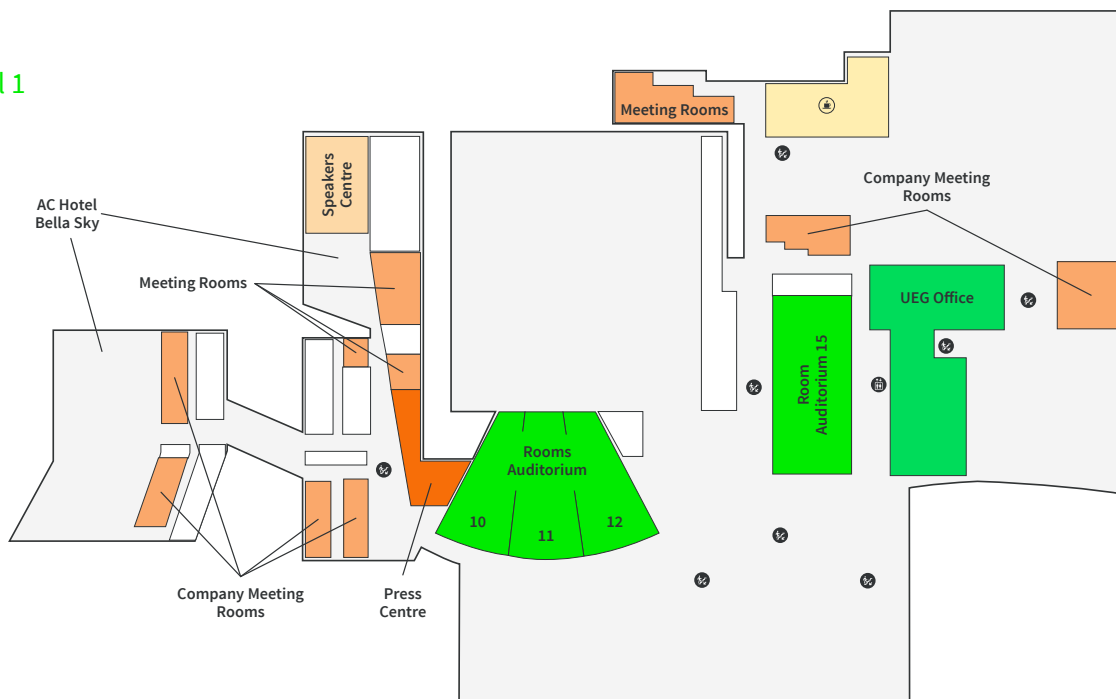 l 1
Meeting Rooms
Speakers
Centre
Company Meeting
Rooms
AC Hotel
Bella Sky
Meeting Rooms
UEG Office
Room
Auditorium 15
Rooms
Auditorium
10
11
12
Company Meeting
Rooms
Press
Centre